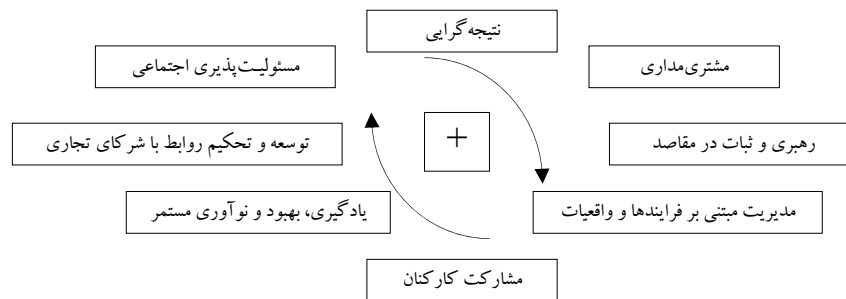 نتیجه‌گرایی
مشتری‌مداری
مسئولیت‌پذیری اجتماعی
رهبری و ثبات در مقاصد
+
توسعه و تحکیم روابط با شرکای تجاری
مدیریت مبتنی بر فرایندها و واقعیات
یادگیری، بهبود و نوآوری مستمر
مشارکت کارکنان